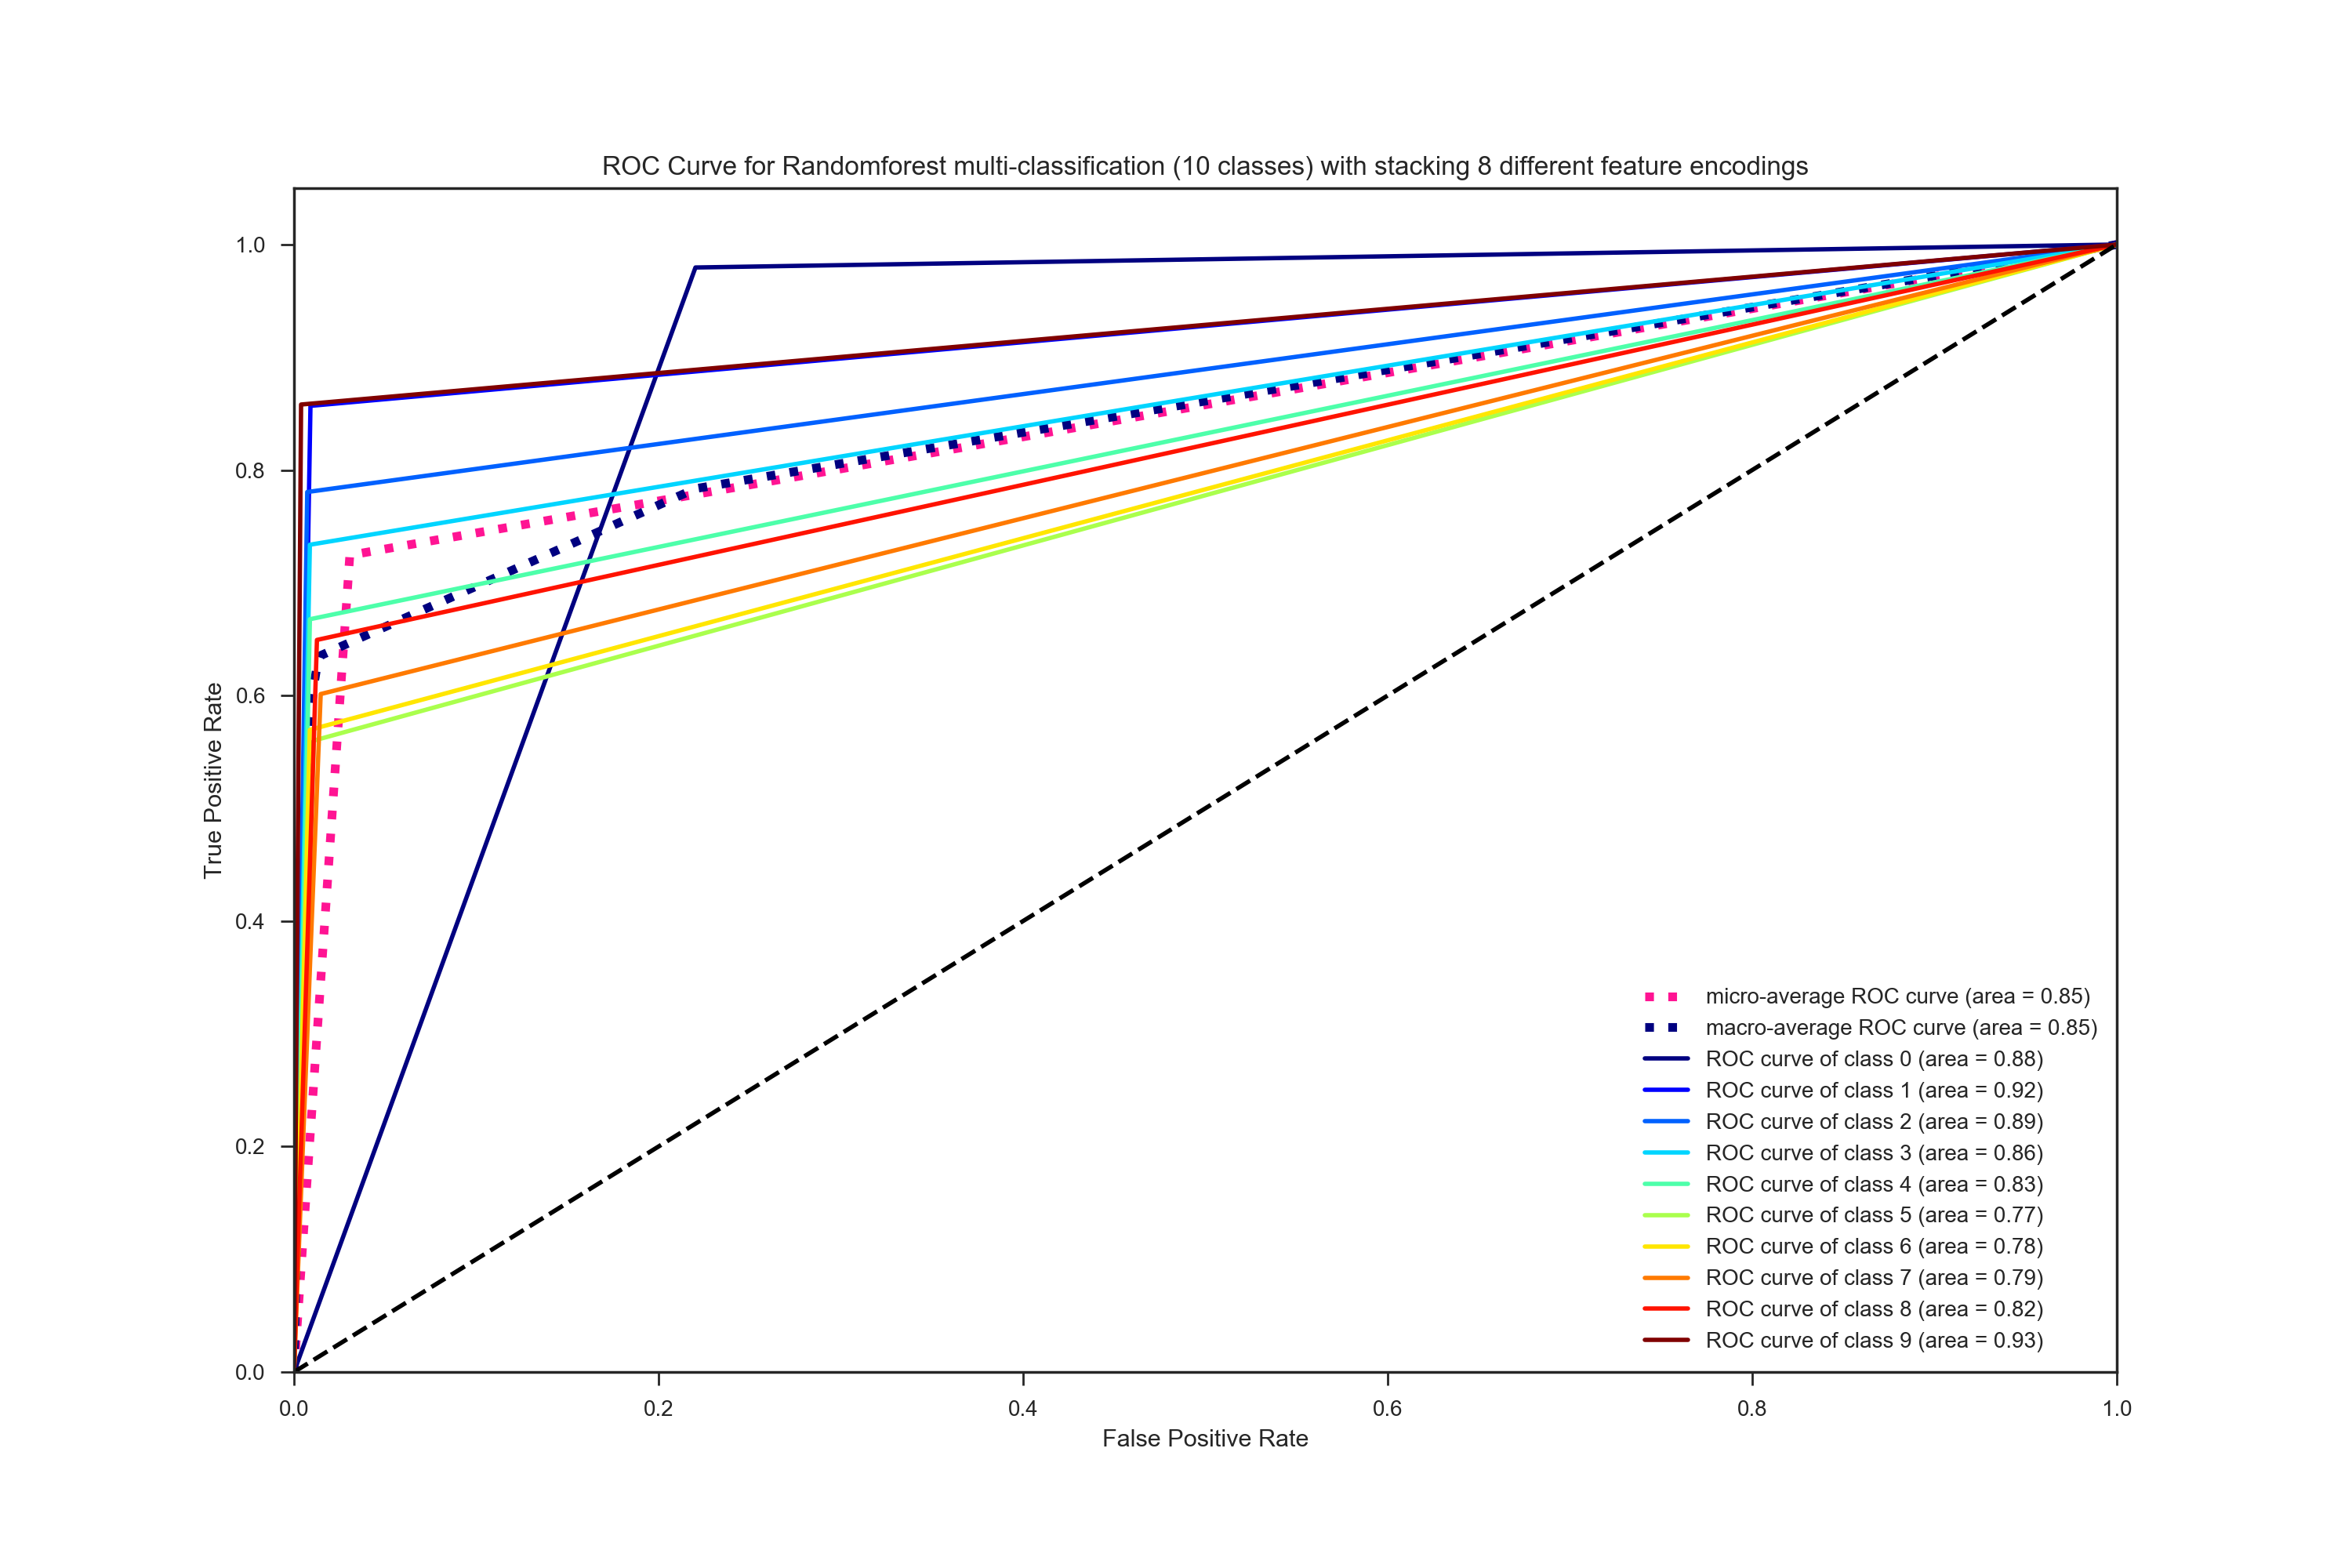 ROC Curve for Randomforest multi-classification (10 classes) with stacking 8 different feature encodings
True Positive Rate
1.0
0.8
0.6
0.4
0.2
0.0
micro-average ROC curve (area = 0.85)
macro-average ROC curve (area = 0.85)
ROC curve of class 0 (area = 0.88)
ROC curve of class 1 (area = 0.92)
ROC curve of class 2 (area = 0.89)
ROC curve of class 3 (area = 0.86)
ROC curve of class 4 (area = 0.83)
ROC curve of class 5 (area = 0.77)
ROC curve of class 6 (area = 0.78)
ROC curve of class 7 (area = 0.79)
ROC curve of class 8 (area = 0.82)
ROC curve of class 9 (area = 0.93)
0.0 0.2 0.4 0.6 0.8 1.0
False Positive Rate